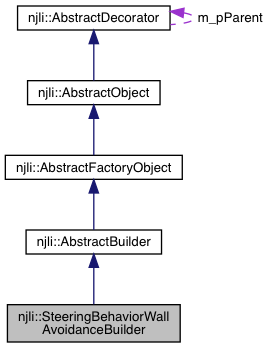 njli::AbstractDecorator
m_pParent
njli::AbstractObject
njli::AbstractFactoryObject
njli::AbstractBuilder
njli::SteeringBehaviorWall
AvoidanceBuilder